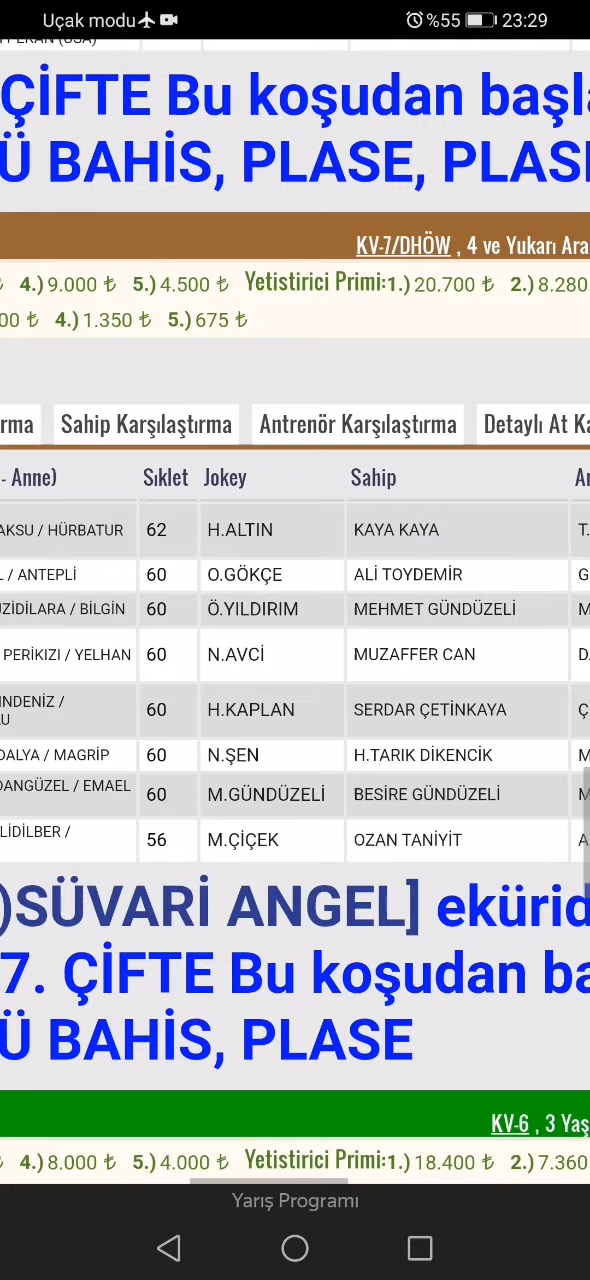 Uçak modu %55 23:29
ÇİFTE Bu koşudan başla
Ü BAHİS, PLASE, PLAS
KV-7/DHÖW , 4 ve Yukarı Ara
₺ 4.) 9.000 ₺ 5.) 4.500 ₺ Yetistirici Primi:1.) 20.700 ₺ 2.) 8.280
00 ₺ 4.) 1.350 ₺ 5.) 675 ₺
rma Sahip Karşılaştırma Antrenör Karşılaştırma Detaylı At Ka
- Anne) Sıklet Jokey Sahip A
AKSU / HÜRBATUR 62 H.ALTIN KAYA KAYA T.
L / ANTEPLİ 60 O.GÖKÇE ALİ TOYDEMİR G
ZİDİLARA / BİLGİN 60 Ö.YILDIRIM MEHMET GÜNDÜZELİ M
PERİKIZI / YELHAN 60 N.AVCİ MUZAFFER CAN D
NDENİZ /
U 60 H.KAPLAN SERDAR ÇETİNKAYA Ç
DALYA / MAGRİP 60 N.ŞEN H.TARIK DİKENCİK M
DANGÜZEL / EMAEL 60 M.GÜNDÜZELİ BESİRE GÜNDÜZELİ M
LİDİLBER / 56 M.ÇİÇEK OZAN TANİYİT A
)SÜVARİ ANGEL] eküri
7. ÇİFTE Bu koşudan ba
Ü BAHİS, PLASE
KV-6 , 3 Yaş
₺ 4.) 8.000 ₺ 5.) 4.000 ₺ Yetistirici Primi:1.) 18.400 ₺ 2.) 7.360
Yarış Programı